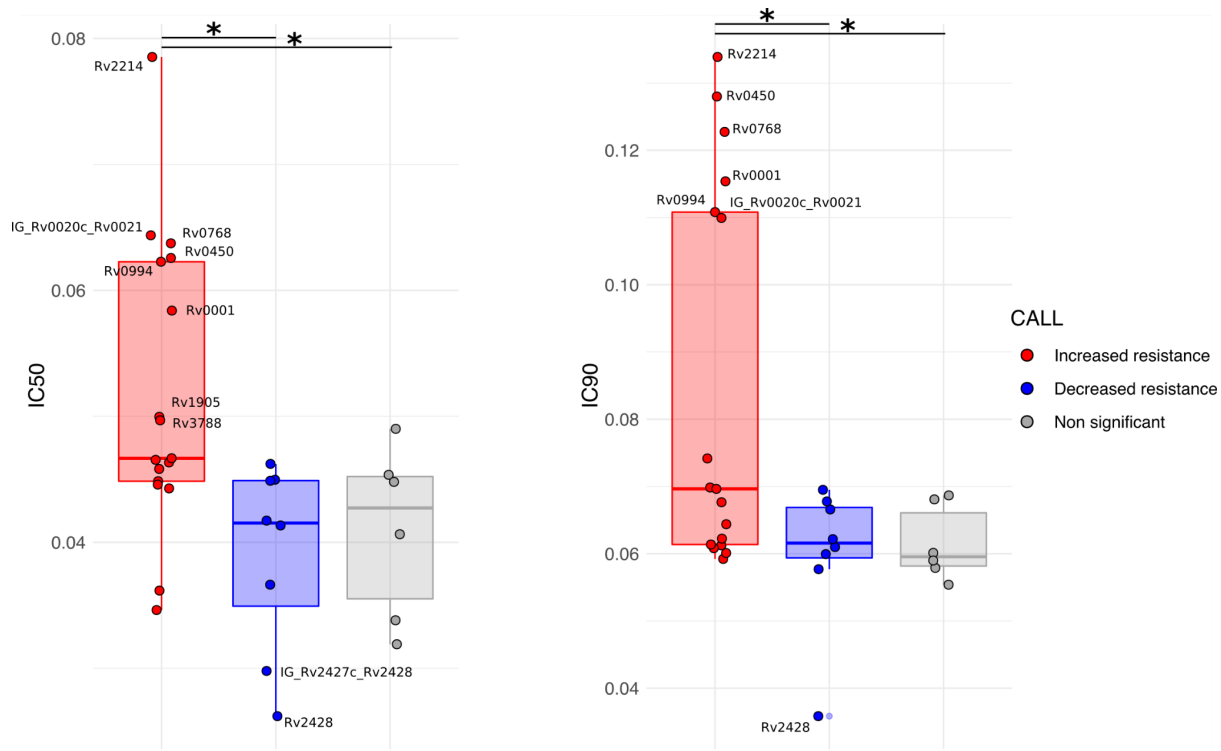 *
*
0.08
Rv2214
IG_Rv0020c_Rv0021
Rv0768
Rv0450
Rv0994
0.06
Rv0001
IC50
Rv1905
Rv3788
0.04
IG_Rv2427c_Rv2428
Rv2428
*
*
Rv2214
Rv0450
Rv0768
0.12
Rv0001
Rv0994
IG_Rv0020c_Rv0021
0.10
IC90
0.08
0.06
0.04
Rv2428
CALL
Increased resistance
Decreased resistance
Non significant